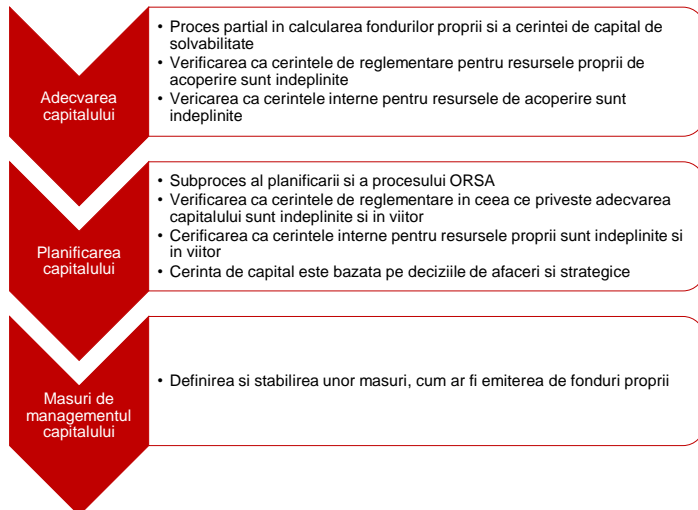 Adecvarea
capitalului
• Proces partial in calcularea fondurilor proprii si a cerintei de capital de
solvabilitate
• Verificarea ca cerintele de reglementare pentru resursele proprii de
acoperire sunt indeplinite
• Vericarea ca cerintele interne pentru resursele de acoperire sunt
indeplinite
Planificarea
capitalului
• Subproces al planificarii si a procesului ORSA
• Verificarea ca cerintele de reglementare in ceea ce priveste adecvarea
capitalului sunt indeplinite si in viitor
• Cerificarea ca cerintele interne pentru resursele proprii sunt indeplinite si
in viitor
• Cerinta de capital este bazata pe deciziile de afaceri si strategice
Masuri de
managementul
capitalului
• Definirea si stabilirea unor masuri, cum ar fi emiterea de fonduri proprii